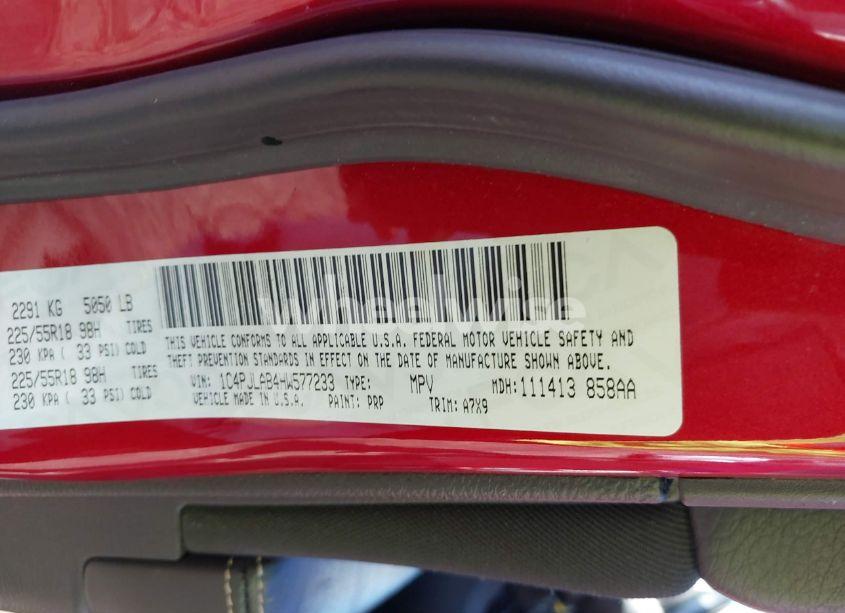 2291 KG 5050 LB
225/55R18 98H TIRES
230 KPA ( 33 PSI) COLD
225/55R18 98H TIRES
230 KPA ( 33 PSI) COLD
THIS VEHICLE CONFORMS TO ALL APPLICABLE U.S.A. FEDERAL MOTOR VEHICLE SAFETY AND
THEFT PREVENTION STANDARDS IN EFFECT ON THE DATE OF MANUFACTURE SHOWN ABOVE.
VIN: 1C4PJLAB4HW577233 TYPE: MPV MDH: 111413 858AA
VEHICLE MADE IN U.S.A. PAINT: PRP TRIM: A7X9
wheelwise